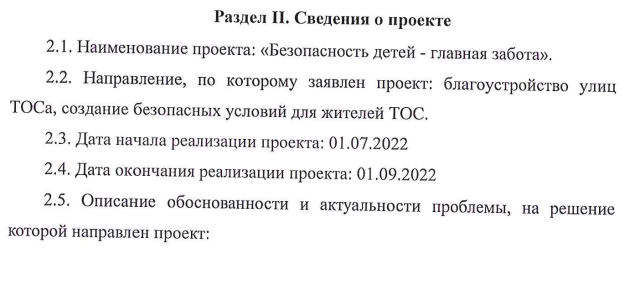 Раздел II. Сведения о проекте
2.1. Наименование проекта: «Безопасность детей - главная забота».
2.2. Направление, по которому заявлен проект: благоустройство улиц
ТОСа, создание безопасных условий для жителей ТОС.
2.3. Дата начала реализации проекта: 01.07.2022
2.4. Дата окончания реализации проекта: 01.09.2022
2.5. Описание обоснованности и актуальности проблемы, на решение
которой направлен проект: